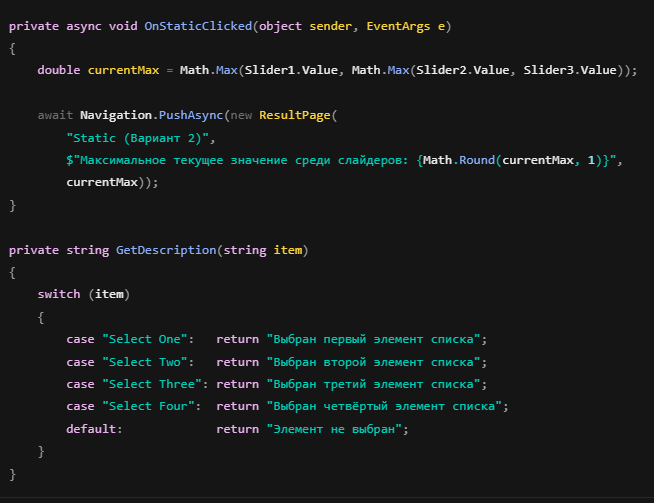 private async void OnStaticClicked(object sender, EventArgs e)
{
    double currentMax = Math.Max(Slider1.Value, Math.Max(Slider2.Value, Slider3.Value));

    await Navigation.PushAsync(new ResultPage(
        "Static (Вариант 2)",
        $"Максимальное текущее значение среди слайдеров: {Math.Round(currentMax, 1)}",
        currentMax));
}

private string GetDescription(string item)
{
    switch (item)
    {
        case "Select One":   return "Выбран первый элемент списка";
        case "Select Two":   return "Выбран второй элемент списка";
        case "Select Three": return "Выбран третий элемент списка";
        case "Select Four":  return "Выбран четвёртый элемент списка";
        default:             return "Элемент не выбран";
    }
}